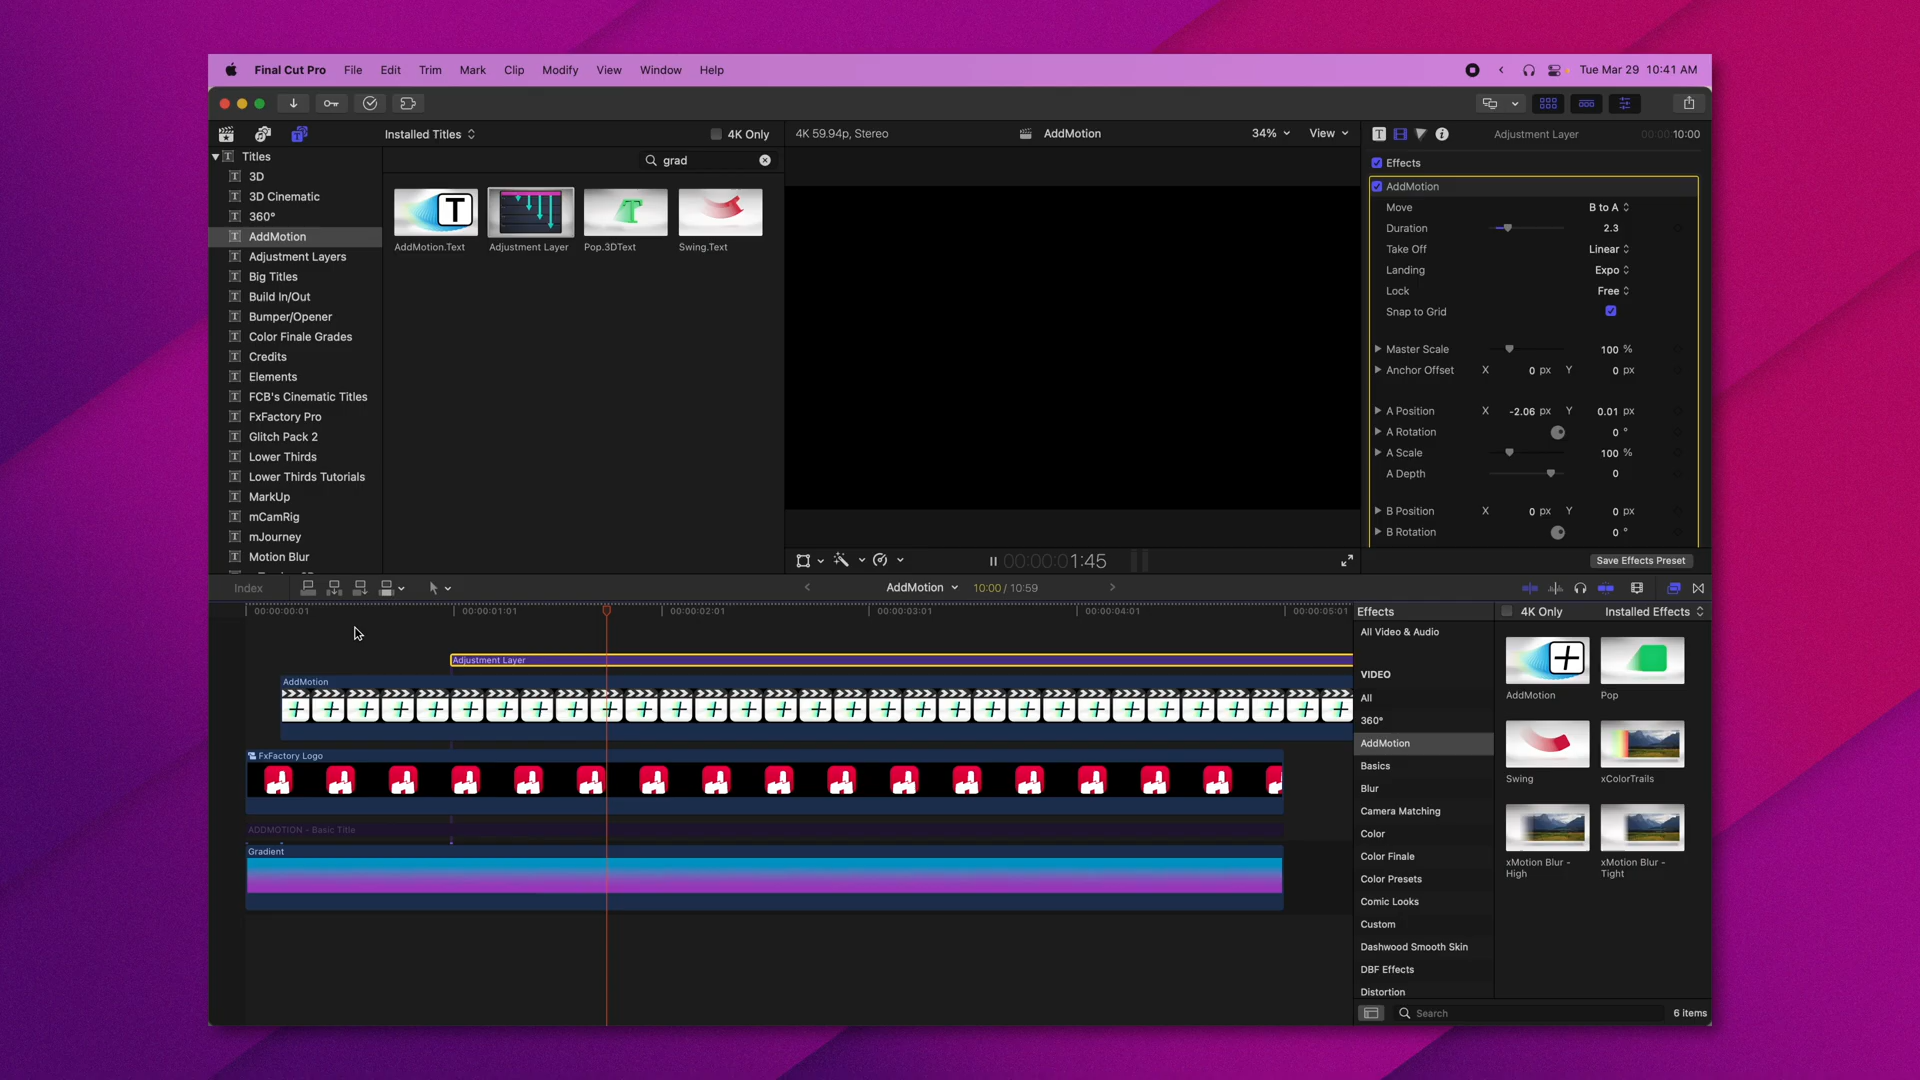 Final Cut Pro File Edit Trim Mark Clip Modify View Window Help Tue Mar 29 10:41 AM
Installed Titles 4K Only 4K 59.94p, Stereo AddMotion 34% View Adjustment Layer 00:00:10:00
grad
Titles
3D
3D Cinematic
360°
AddMotion
Adjustment Layers
Big Titles
Build In/Out
Bumper/Opener
Color Finale Grades
Credits
Elements
FCB's Cinematic Titles
FxFactory Pro
Glitch Pack 2
Lower Thirds
Lower Thirds Tutorials
MarkUp
mCamRig
mJourney
Motion Blur
AddMotion.Text Adjustment Layer Pop.3DText Swing.Text
Effects
AddMotion
Move B to A
Duration 2.3
Take Off Linear
Landing Expo
Lock Free
Snap to Grid
Master Scale 100 %
Anchor Offset X 0 px Y 0 px
A Position X -2.06 px Y 0.01 px
A Rotation 0 °
A Scale 100 %
A Depth 0
B Position X 0 px Y 0 px
B Rotation 0 °
00:00:01:45 Save Effects Preset
Index AddMotion 10:00 / 10:59
00:00:00:01 00:00:01:01 00:00:02:01 00:00:03:01 00:00:04:01 00:00:05:01
Adjustment Layer
AddMotion
FxFactory Logo
ADDMOTION - Basic Title
Gradient
Effects 4K Only Installed Effects
All Video & Audio
VIDEO
All
360°
AddMotion
Basics
Blur
Camera Matching
Color
Color Finale
Color Presets
Comic Looks
Custom
Dashwood Smooth Skin
DBF Effects
Distortion
AddMotion Pop
Swing xColorTrails
xMotion Blur - High
xMotion Blur - Tight
Search 6 items